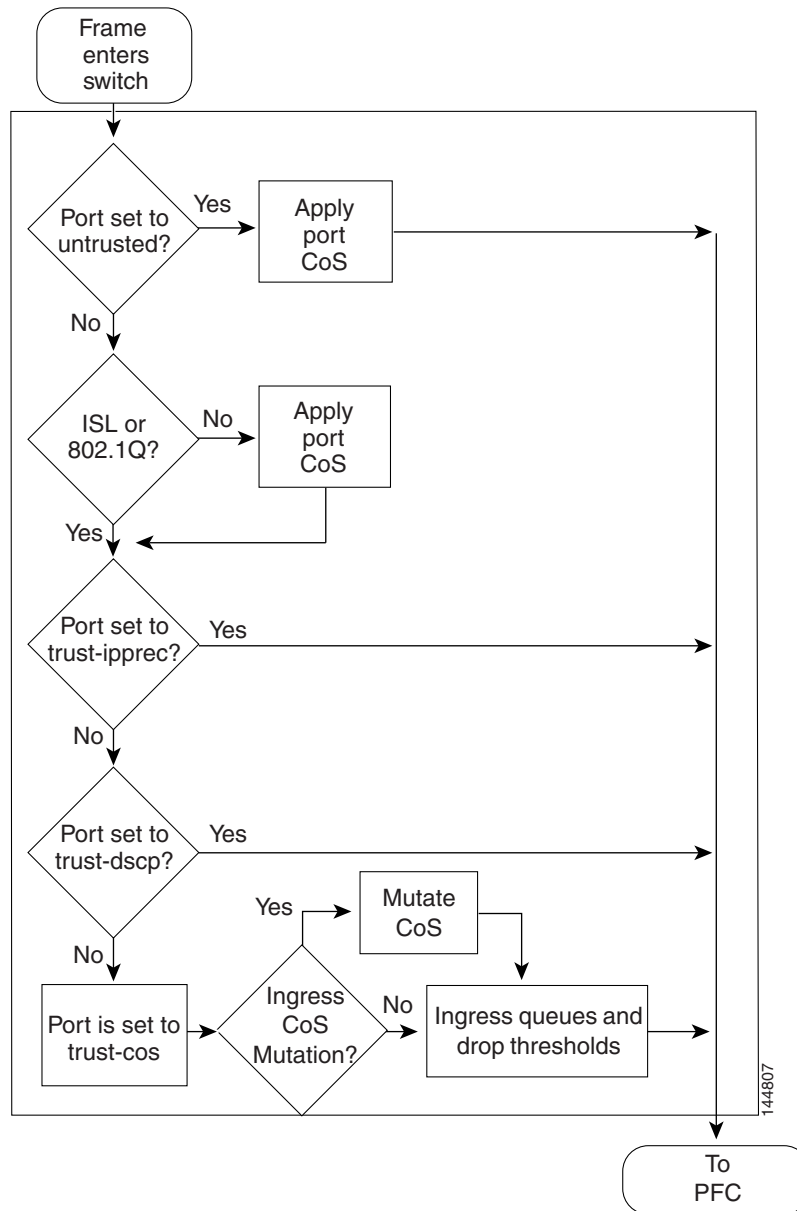 Frame
enters
switch
Port set to
untrusted?
Yes
Apply
port
CoS
No
ISL or
802.1Q?
No
Apply
port
CoS
Yes
Port set to
trust-ipprec?
Yes
No
Port set to
trust-dscp?
Yes
No
Port is set to
trust-cos
Ingress
CoS
Mutation?
Yes
Mutate
CoS
No
Ingress queues and
drop thresholds
144807
To
PFC